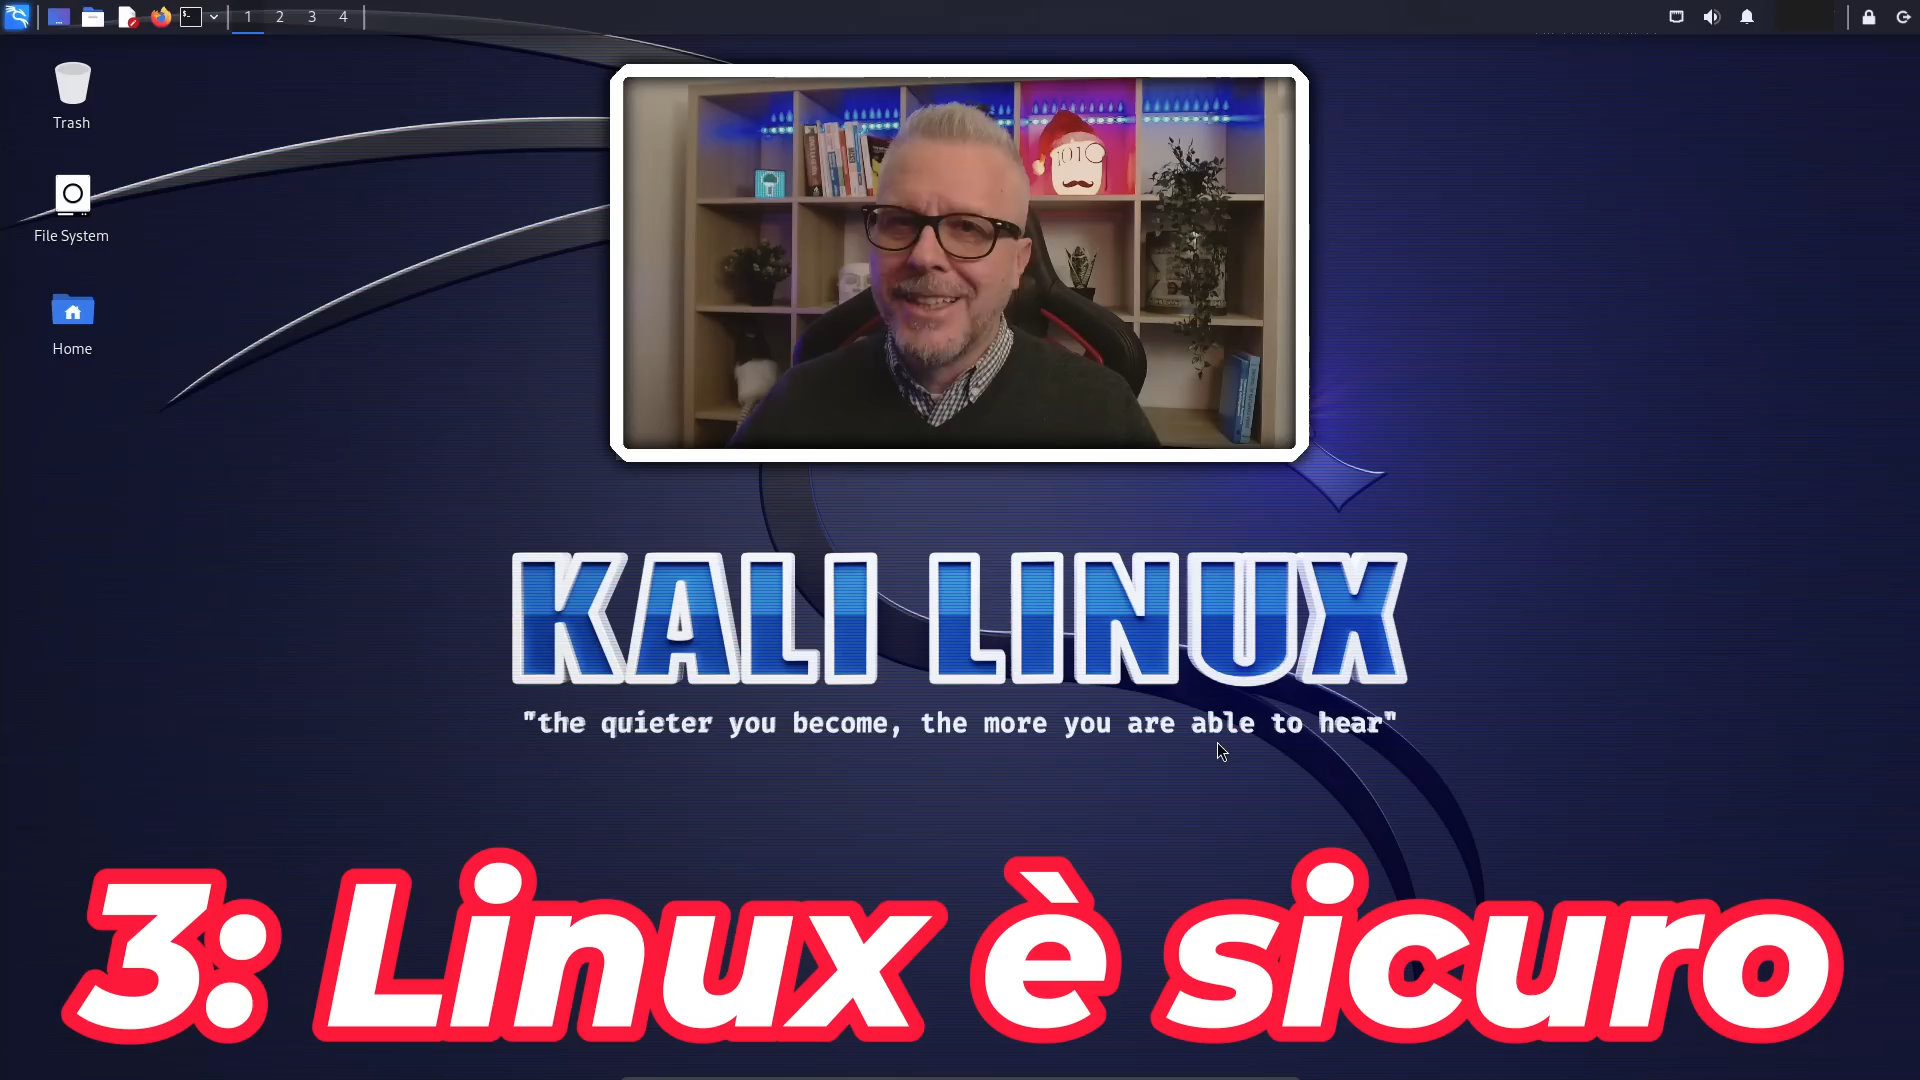 1 2 3 4
Trash
File System
Home
1010
KALI LINUX
"the quieter you become, the more you are able to hear"
3: Linux è sicuro